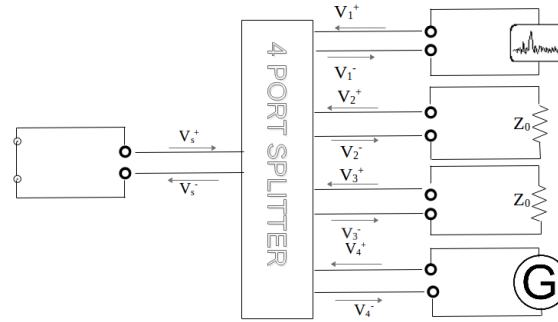 V₁⁺
V₁⁻
V₂⁺
Z₀
Vₛ⁺
V₂⁻
4 PORT SPLITTER
V₃⁺
Vₛ⁻
Z₀
V₃⁻
V₄⁺
G
V₄⁻